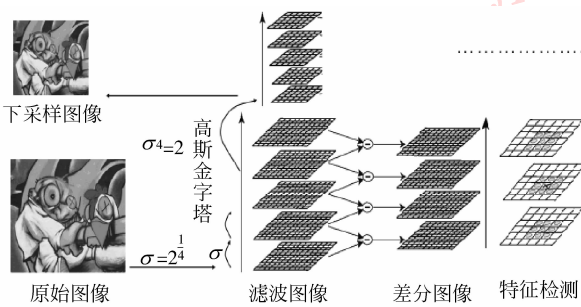 下采样图像
高斯金字塔
σ4=2
σ=2^{1/4}
σ
原始图像
滤波图像
差分图像
特征检测